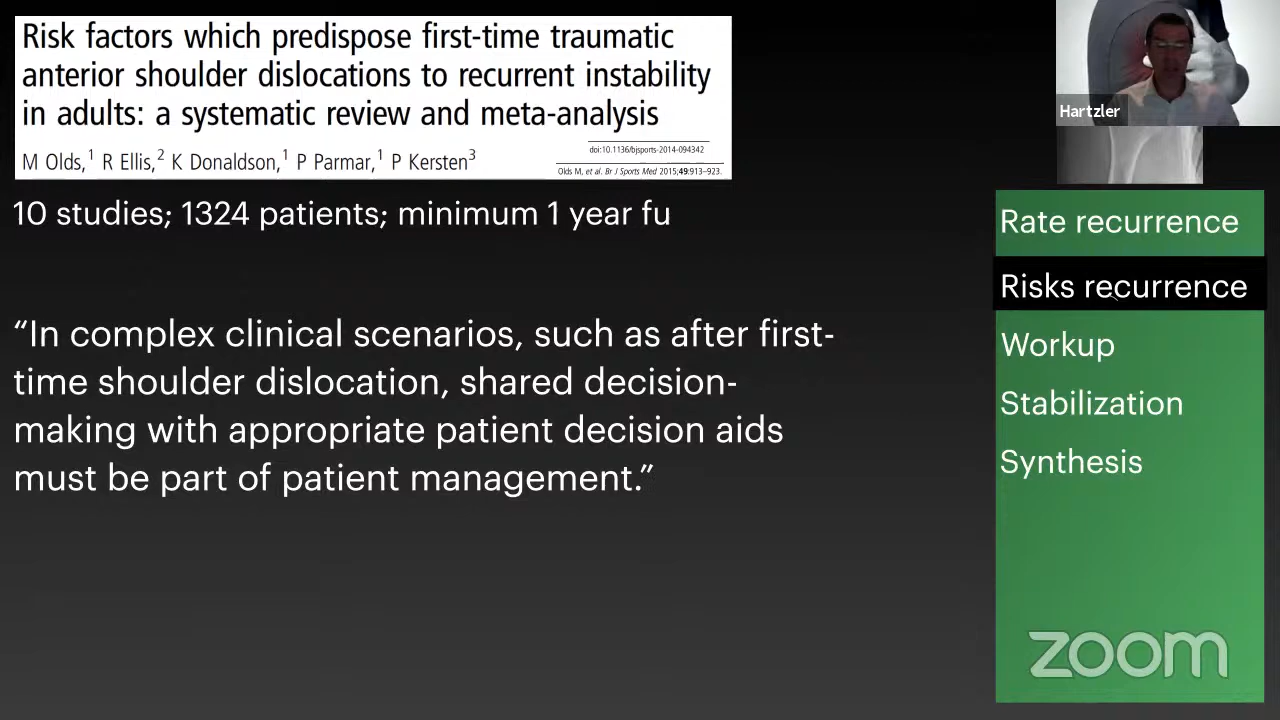 Risk factors which predispose first-time traumatic
anterior shoulder dislocations to recurrent instability
in adults: a systematic review and meta-analysis
M Olds,¹ R Ellis,² K Donaldson,¹ P Parmar,¹ P Kersten³
doi:10.1136/bjsports-2014-094342
Olds M, et al. Br J Sports Med 2015;49:913–923.
10 studies; 1324 patients; minimum 1 year fu
“In complex clinical scenarios, such as after first-
time shoulder dislocation, shared decision-
making with appropriate patient decision aids
must be part of patient management.”
Hartzler
Rate recurrence
Risks recurrence
Workup
Stabilization
Synthesis
zoom